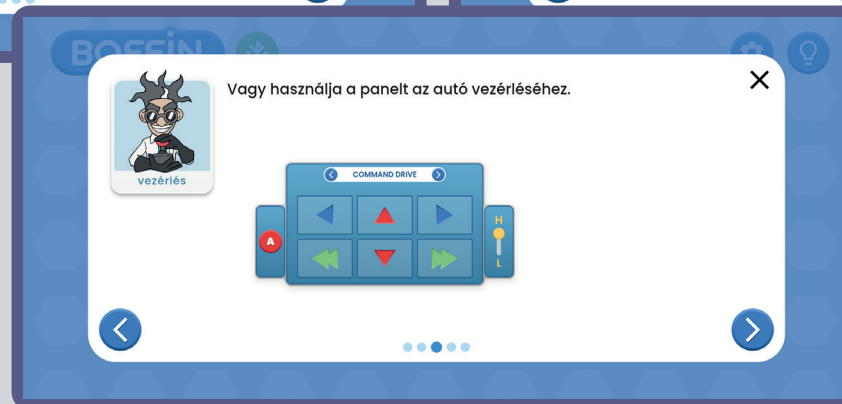 BOFFIN
Vagy használja a panelt az autó vezérléséhez.
vezérlés
COMMAND DRIVE
A
H
L